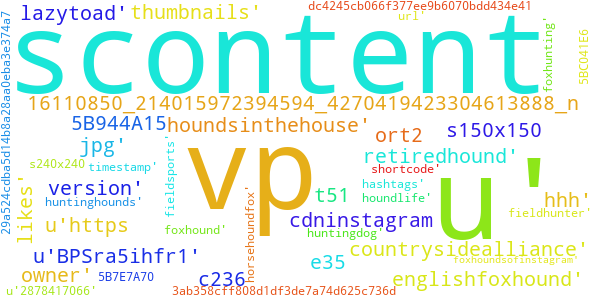 dc4245cb066f377ee9b6070bdd434e41
lazytoad'
thumbnails'
url'
scontent
foxhunting'
5BC041E6
29a524cdba5d14b8a28aa0eba3e374a7
16110850_214015972394594_4270419423304613888_n
5B944A15
houndsinthehouse'
ort2
s150x150
jpg'
vp
u'
retiredhound'
s240x240
timestamp'
shortcode'
fieldsports'
version'
t51
hashtags'
hhh'
huntinghounds'
houndlife'
likes'
cdninstagram
fieldhunter'
u'https
foxhound'
horsehoundfox'
huntingdog'
u'BPSra5ihfr1'
countrysidealliance'
e35
foxhoundsofinstagram'
owner'
5B7E7A70
c236
englishfoxhound'
u'2878417066'
3ab358cff808d1df3de7a74d625c736d